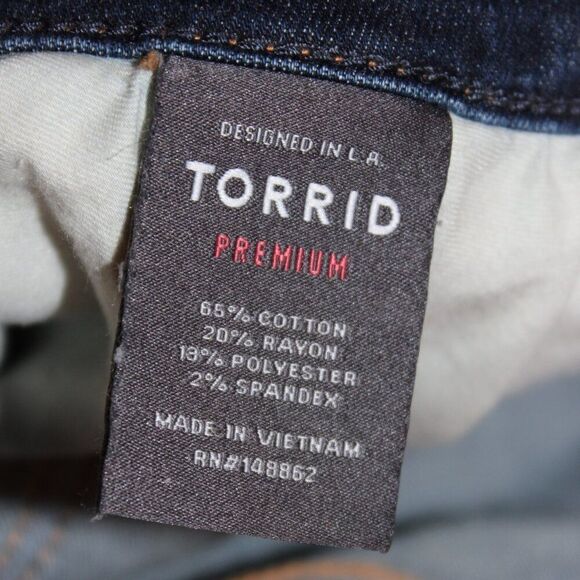 DESIGNED IN L.A.
TORRID
PREMIUM
65% COTTON
20% RAYON
13% POLYESTER
2% SPANDEX
MADE IN VIETNAM
RN#148862